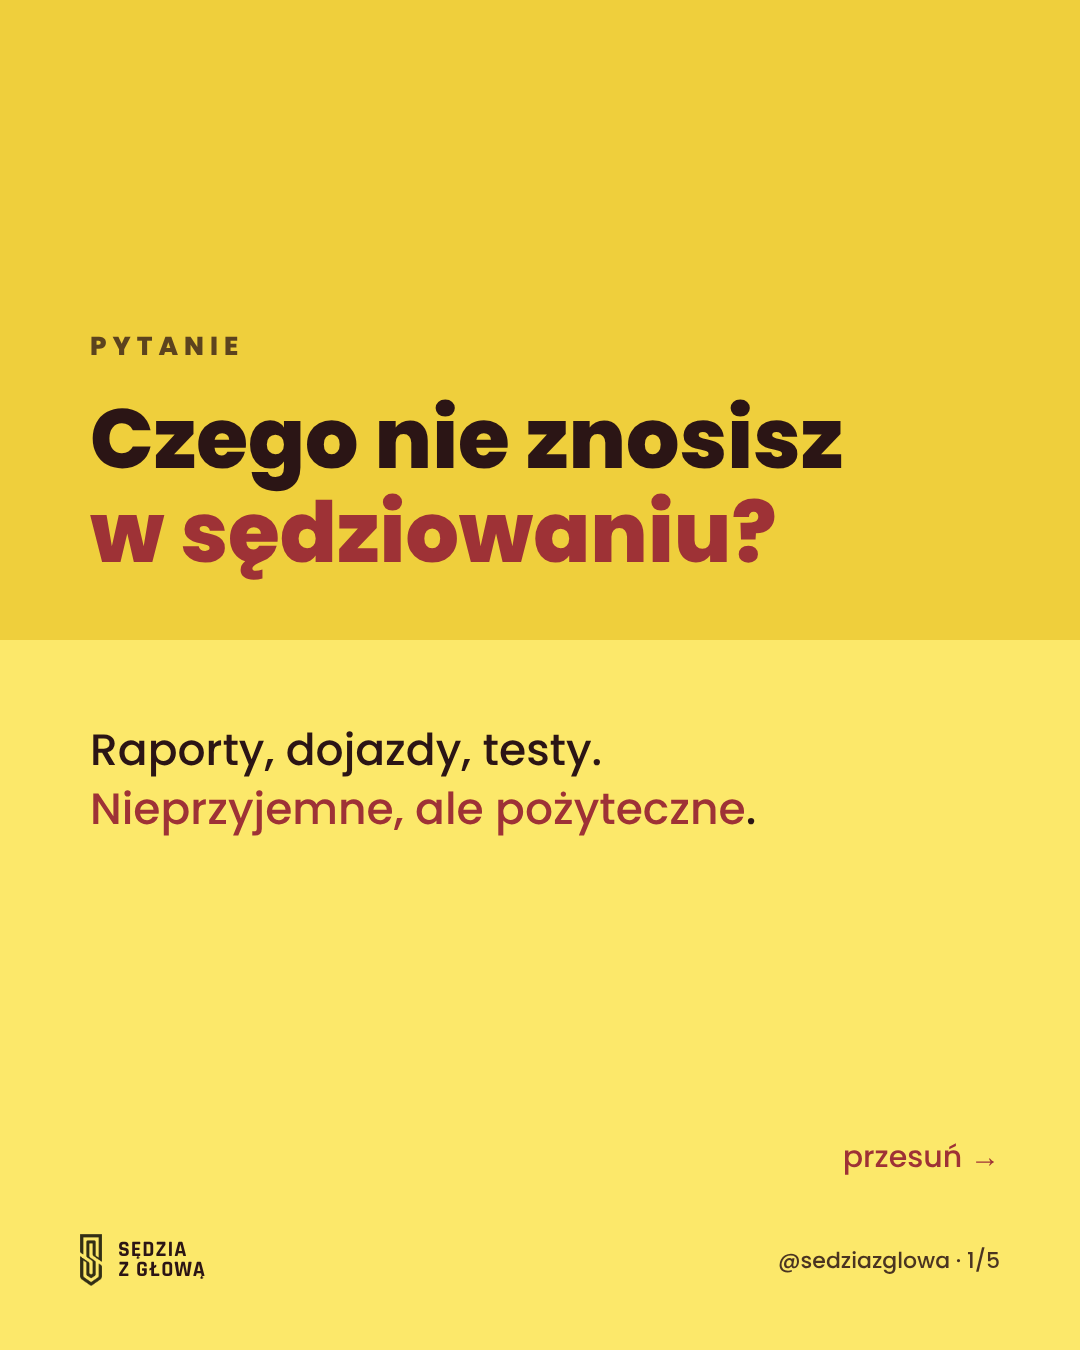 PYTANIE
Czego nie znosisz
w sędziowaniu?
Raporty, dojazdy, testy.
Nieprzyjemne, ale pożyteczne.
przesuń →
SĘDZIA
Z GŁOWĄ
@sedziazglowa · 1/5